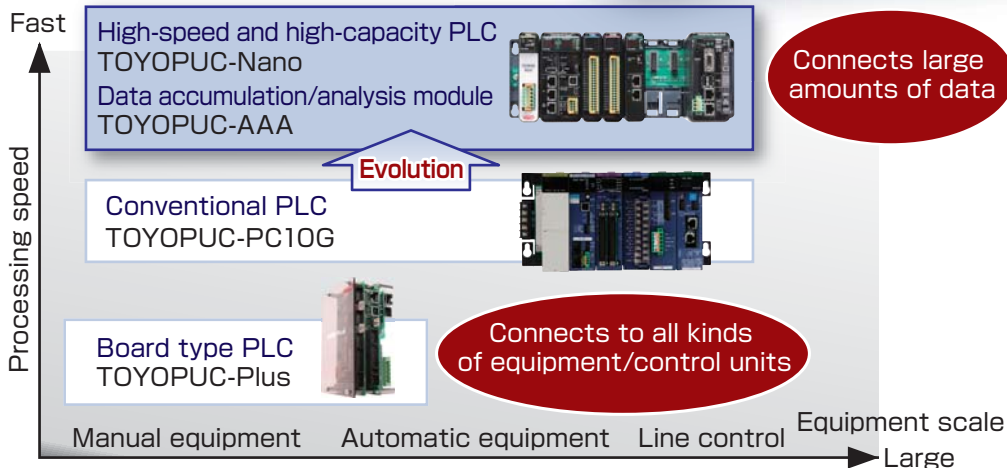 Fast
High-speed and high-capacity PLC
TOYOPUC-Nano
Data accumulation/analysis module
TOYOPUC-AAA
Connects large
amounts of data
Evolution
Processing speed
Conventional PLC
TOYOPUC-PC10G
Board type PLC
TOYOPUC-Plus
Connects to all kinds
of equipment/control units
Manual equipment
Automatic equipment
Line control
Equipment scale
Large